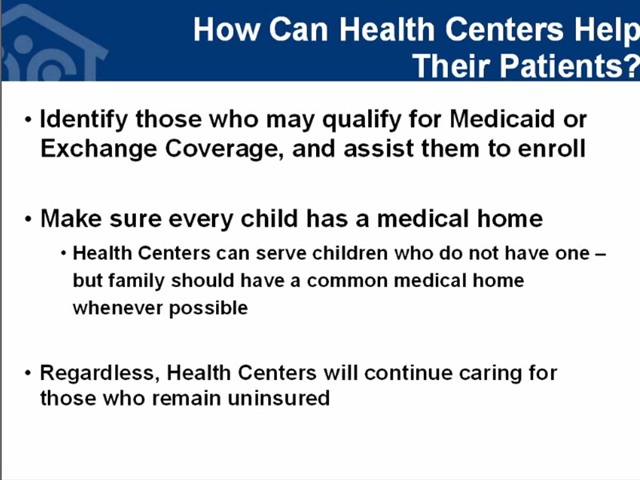 How Can Health Centers Help
Their Patients?
• Identify those who may qualify for Medicaid or
Exchange Coverage, and assist them to enroll
• Make sure every child has a medical home
• Health Centers can serve children who do not have one –
but family should have a common medical home
whenever possible
• Regardless, Health Centers will continue caring for
those who remain uninsured